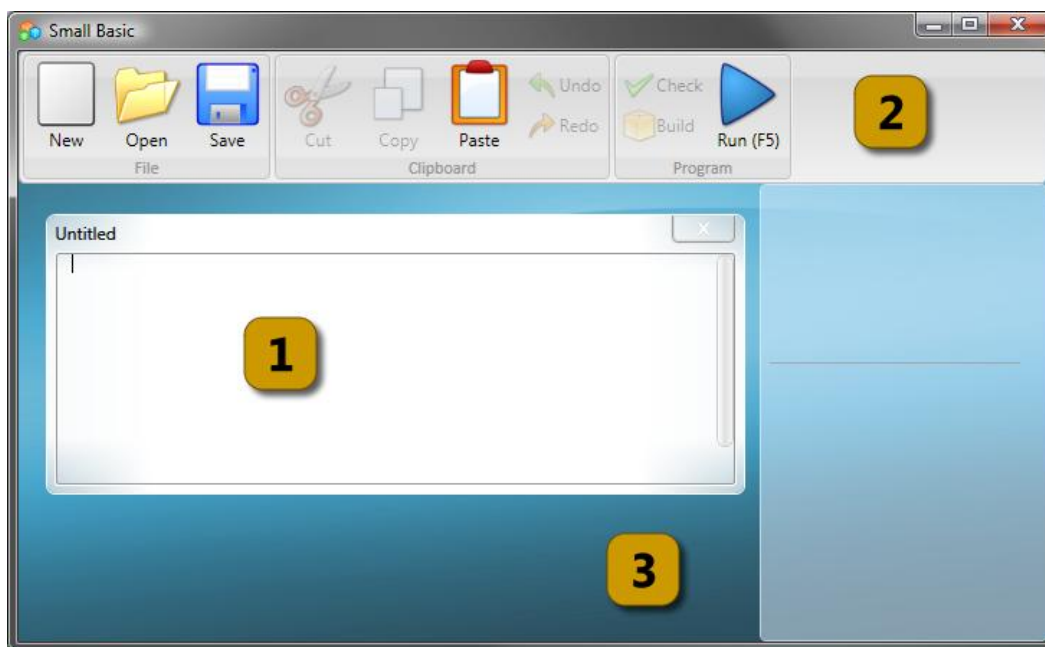 Small Basic
New Open Save Cut Copy Paste Undo Check
Redo Build Run (F5)
File Clipboard Program
2
Untitled
1
3